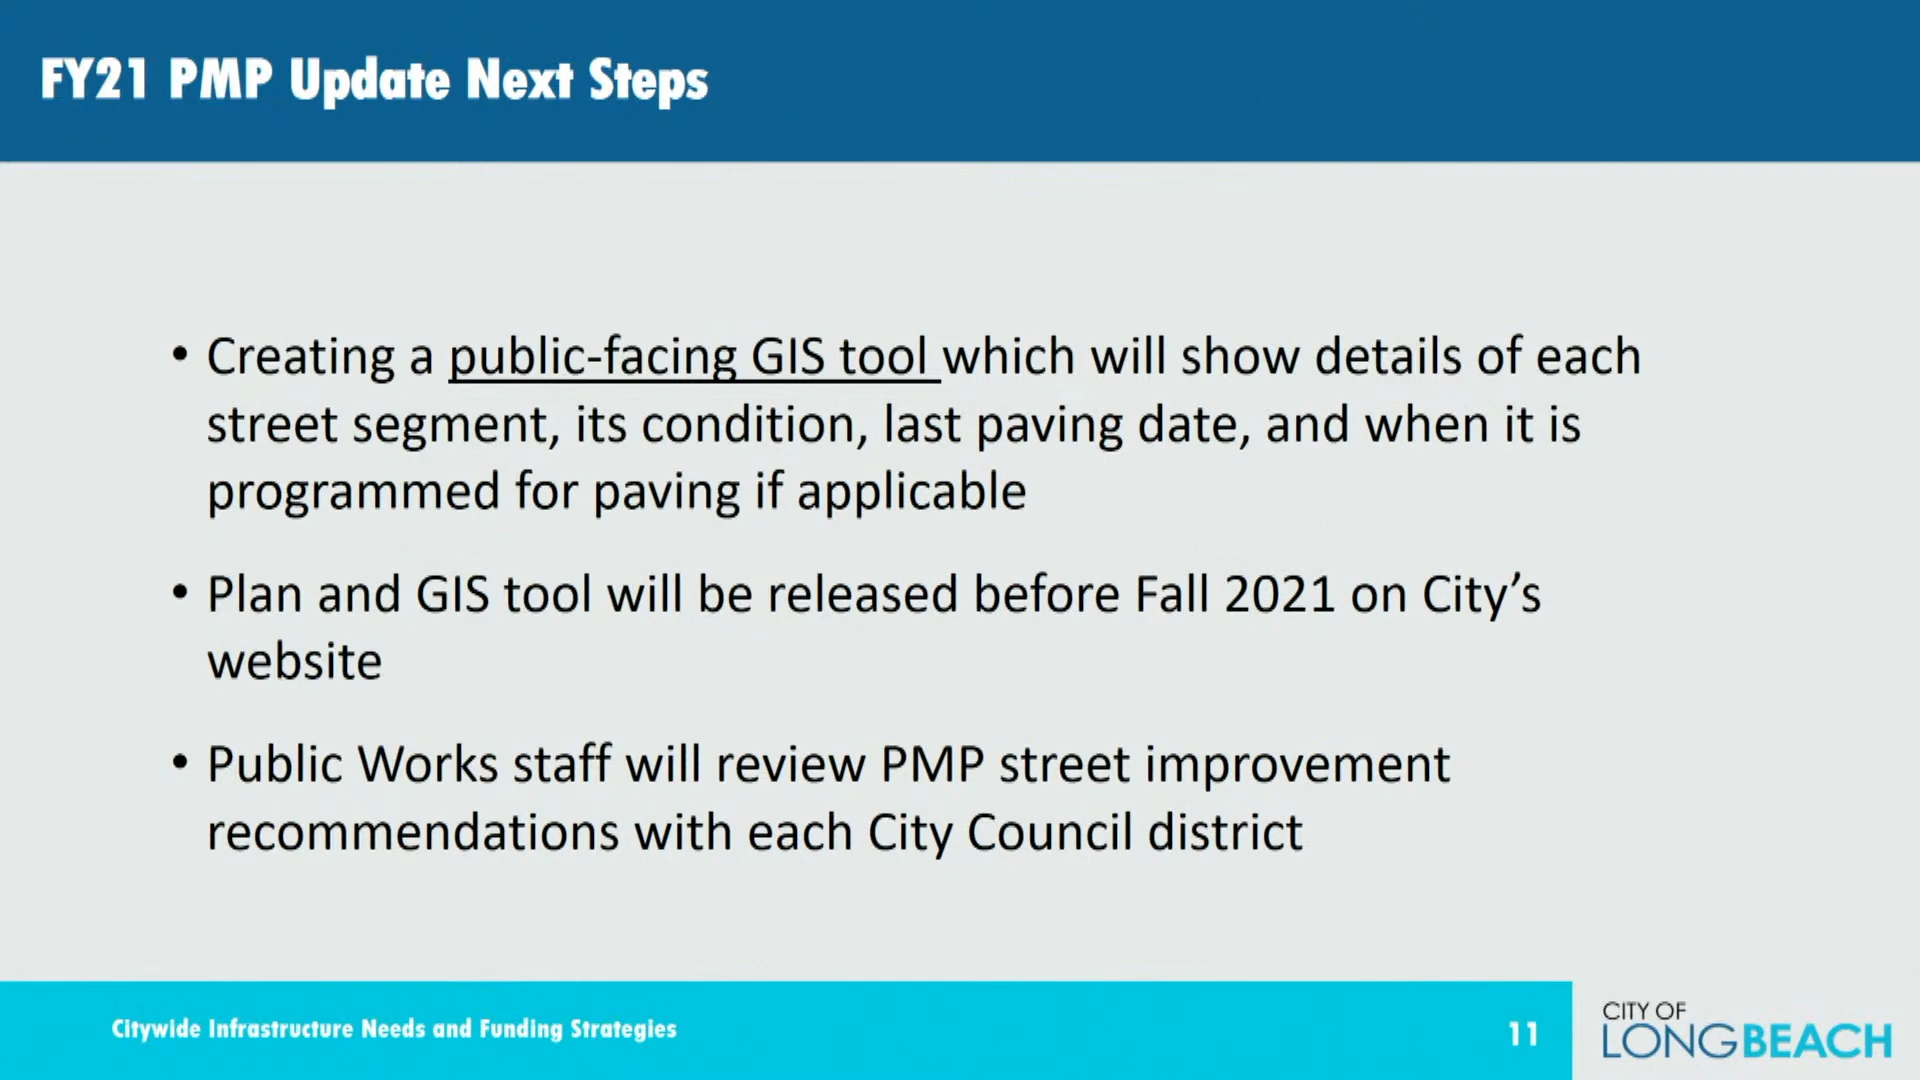 FY21 PMP Update Next Steps
• Creating a public-facing GIS tool which will show details of each
street segment, its condition, last paving date, and when it is
programmed for paving if applicable
• Plan and GIS tool will be released before Fall 2021 on City’s
website
• Public Works staff will review PMP street improvement
recommendations with each City Council district
Citywide Infrastructure Needs and Funding Strategies
11
CITY OF
LONGBEACH